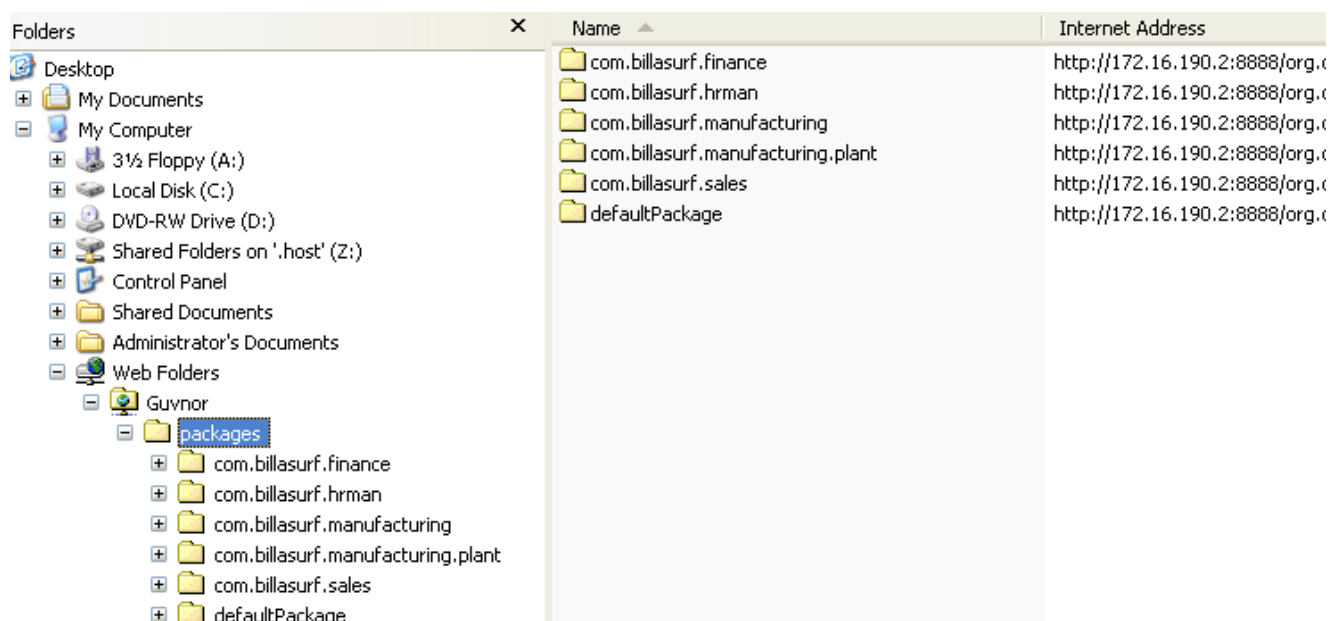 Folders
Desktop
My Documents
My Computer
3½ Floppy (A:)
Local Disk (C:)
DVD-RW Drive (D:)
Shared Folders on '.host' (Z:)
Control Panel
Shared Documents
Administrator's Documents
Web Folders
Guvnor
packages
com.billasurf.finance
com.billasurf.hrman
com.billasurf.manufacturing
com.billasurf.manufacturing.plant
com.billasurf.sales
defaultPackage
Name Internet Address
com.billasurf.finance http://172.16.190.2:8888/org.
com.billasurf.hrman http://172.16.190.2:8888/org.
com.billasurf.manufacturing http://172.16.190.2:8888/org.
com.billasurf.manufacturing.plant http://172.16.190.2:8888/org.
com.billasurf.sales http://172.16.190.2:8888/org.
defaultPackage http://172.16.190.2:8888/org.